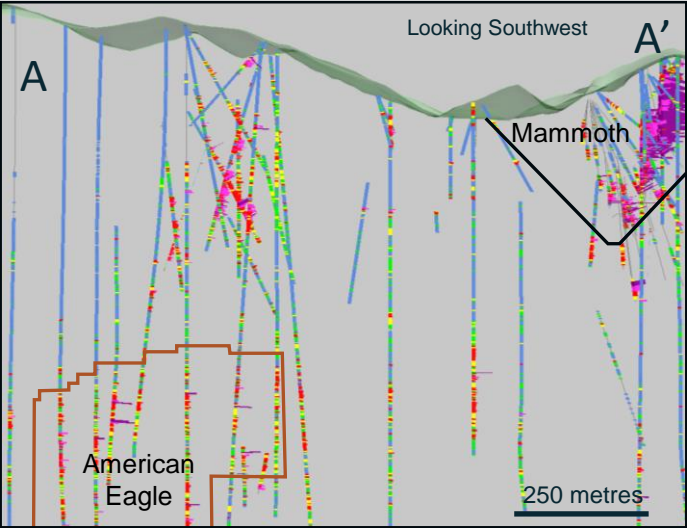 Looking Southwest
A
A’
Mammoth
American
Eagle
250 metres